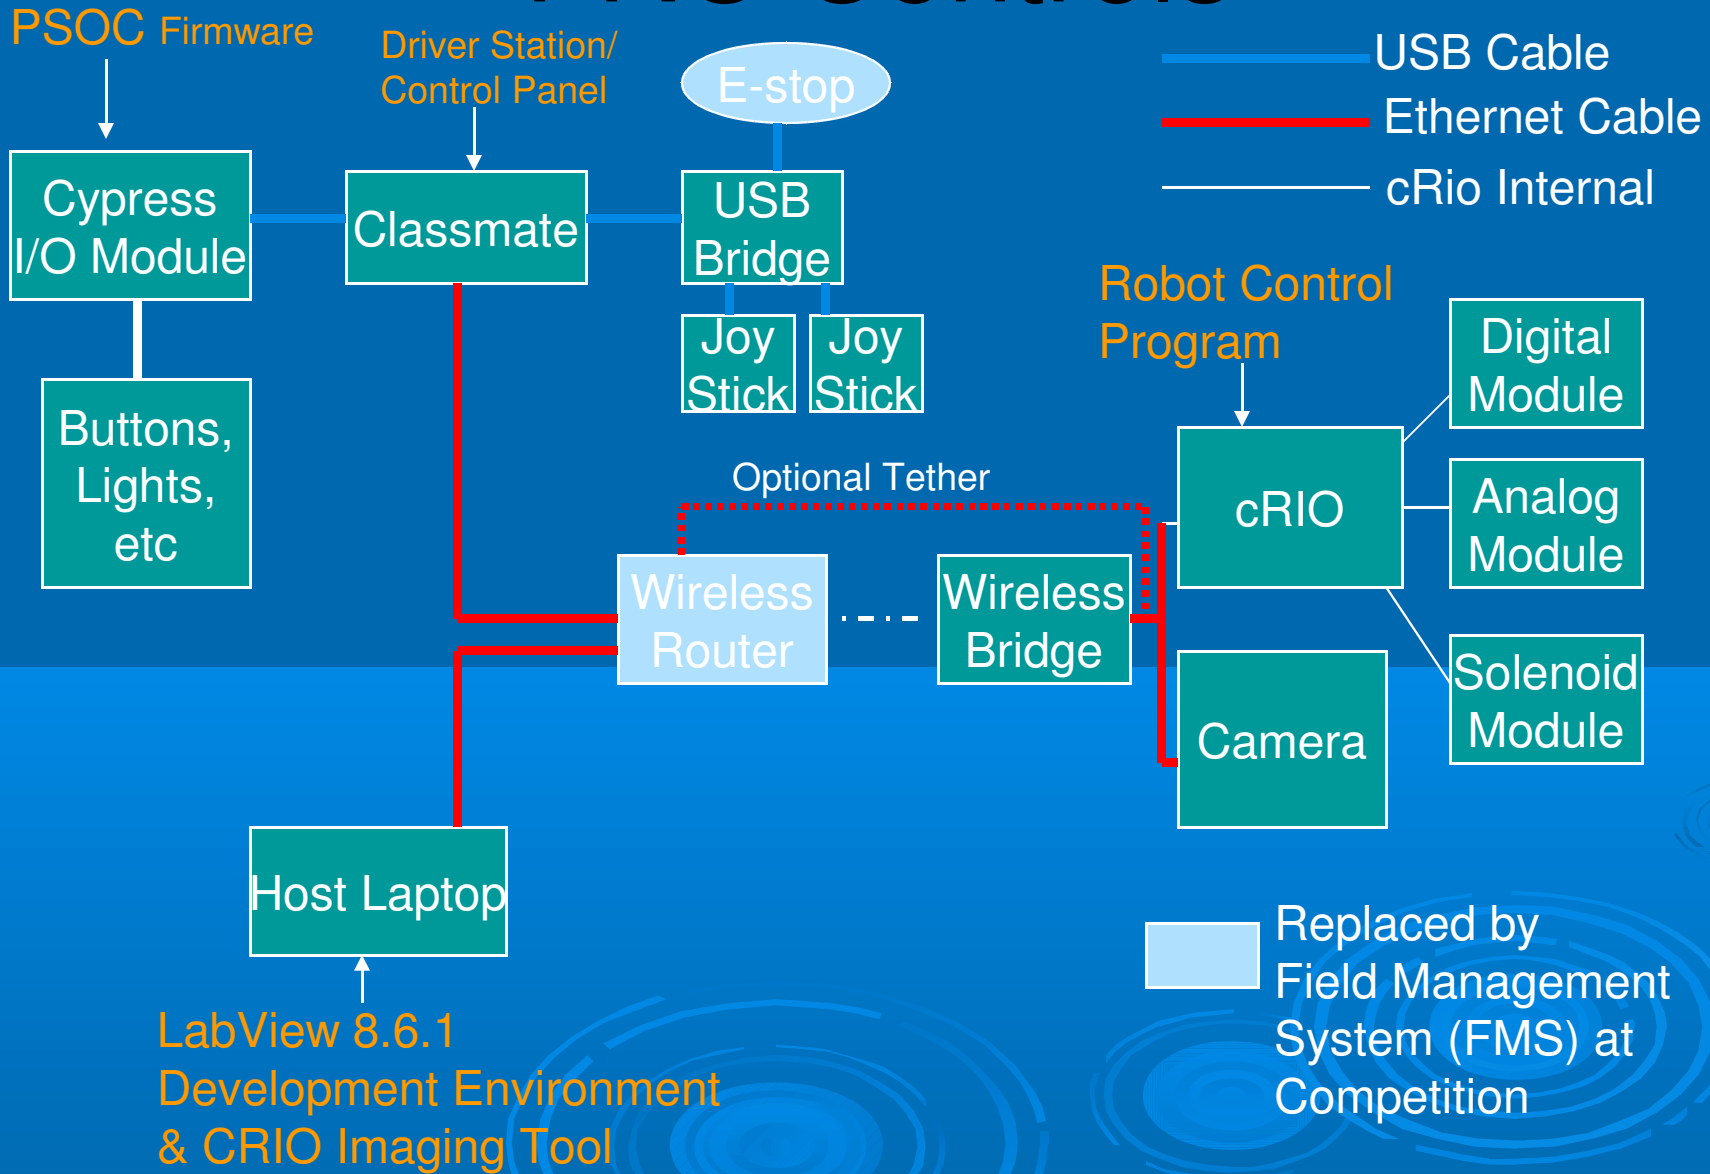 PSOC Firmware
Driver Station/
Control Panel
E-stop
USB Cable
Ethernet Cable
cRio Internal
Cypress
I/O Module
Classmate
USB
Bridge
Joy
Stick
Joy
Stick
Buttons,
Lights,
etc
Robot Control
Program
Digital
Module
cRIO
Analog
Module
Solenoid
Module
Optional Tether
Wireless
Router
Wireless
Bridge
Camera
Host Laptop
LabView 8.6.1
Development Environment
& CRIO Imaging Tool
Replaced by
Field Management
System (FMS) at
Competition